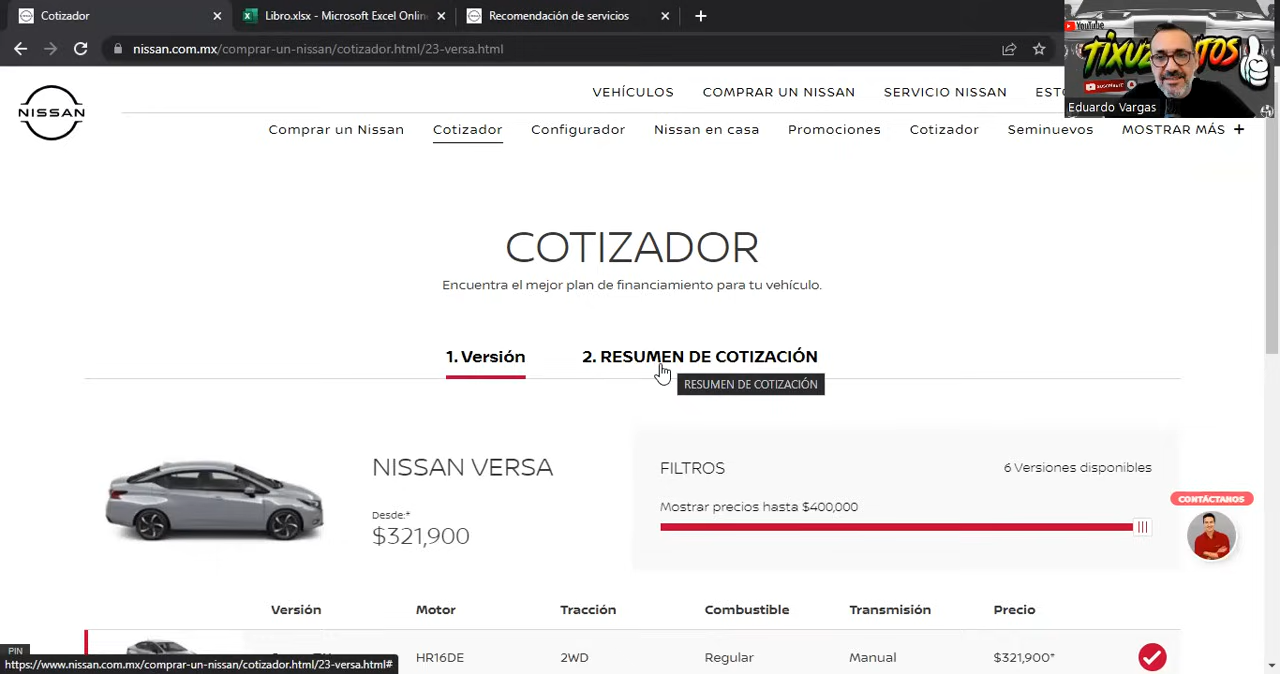 Cotizador
Libro.xlsx - Microsoft Excel Onlin
Recomendación de servicios
nissan.com.mx/comprar-un-nissan/cotizador.html/23-versa.html
YouTube
TIXUZ
TOS
Eduardo Vargas
NISSAN
VEHÍCULOS
COMPRAR UN NISSAN
SERVICIO NISSAN
Comprar un Nissan
Cotizador
Configurador
Nissan en casa
Promociones
Cotizador
Seminuevos
MOSTRAR MÁS +
COTIZADOR
Encuentra el mejor plan de financiamiento para tu vehículo.
1. Versión
2. RESUMEN DE COTIZACIÓN
RESUMEN DE COTIZACIÓN
NISSAN VERSA
Desde:*
$321,900
FILTROS
6 Versiones disponibles
Mostrar precios hasta $400,000
CONTÁCTANOS
Versión
Motor
Tracción
Combustible
Transmisión
Precio
HR16DE
2WD
Regular
Manual
$321,900*
PIN
https://www.nissan.com.mx/comprar-un-nissan/cotizador.html/23-versa.html#